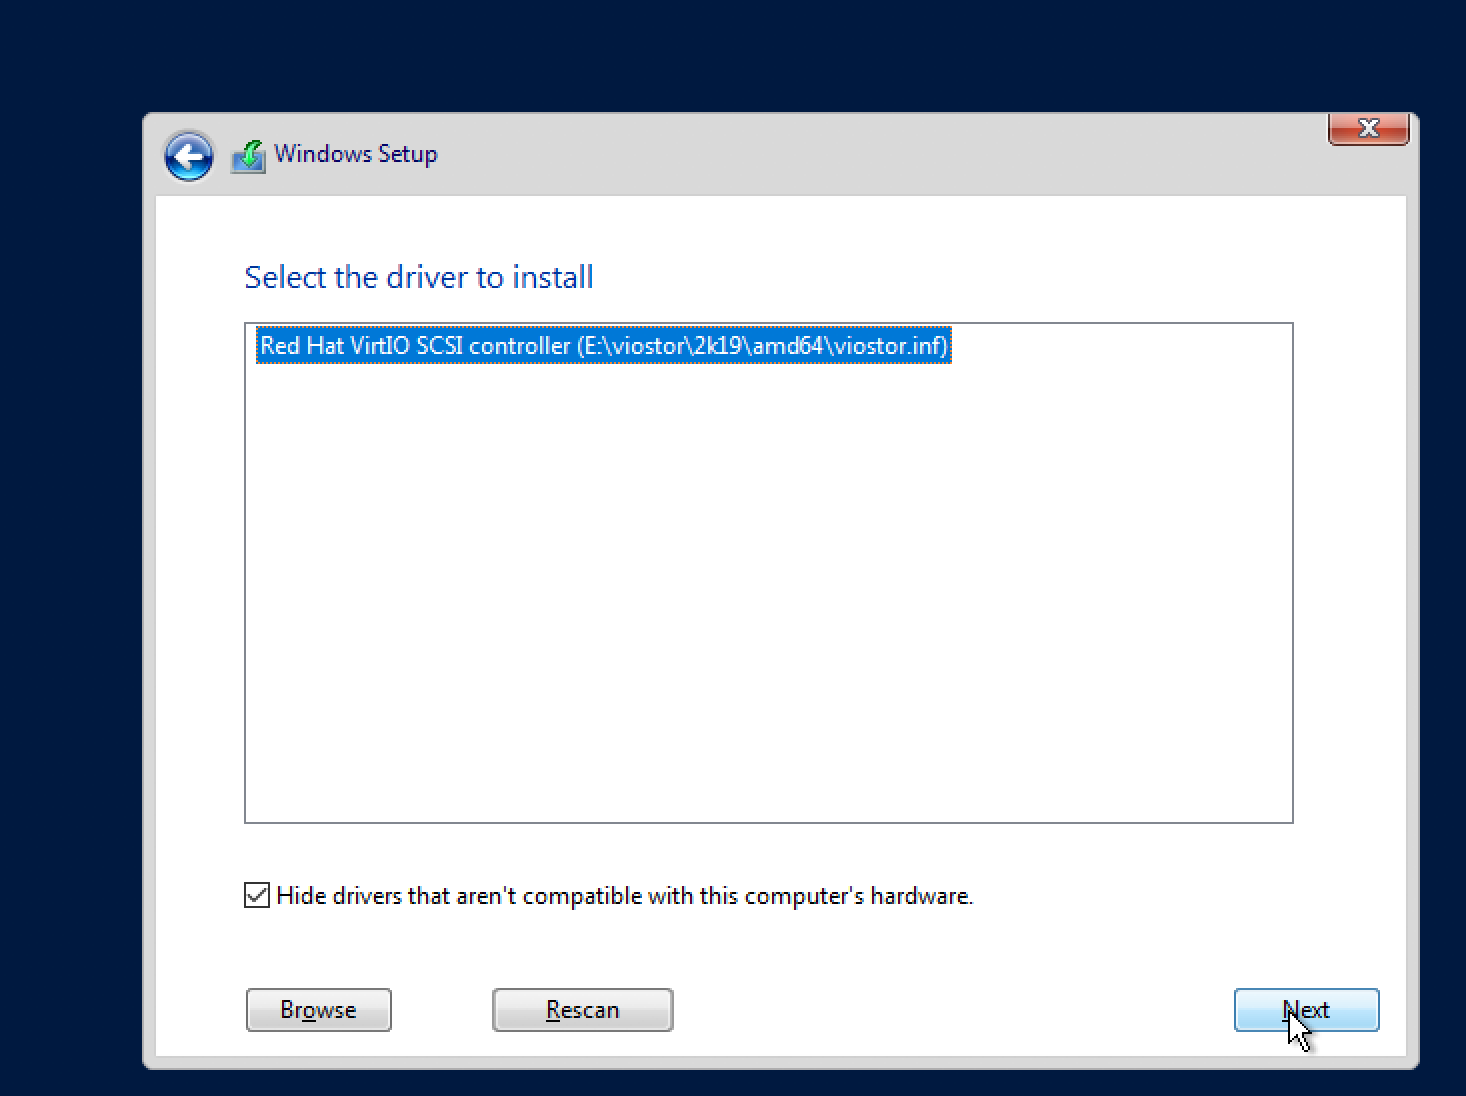 Windows Setup
X
Select the driver to install
Red Hat VirtIO SCSI controller (E:\viostor\2k19\amd64\viostor.inf)
Hide drivers that aren't compatible with this computer's hardware.
Browse
Rescan
Next